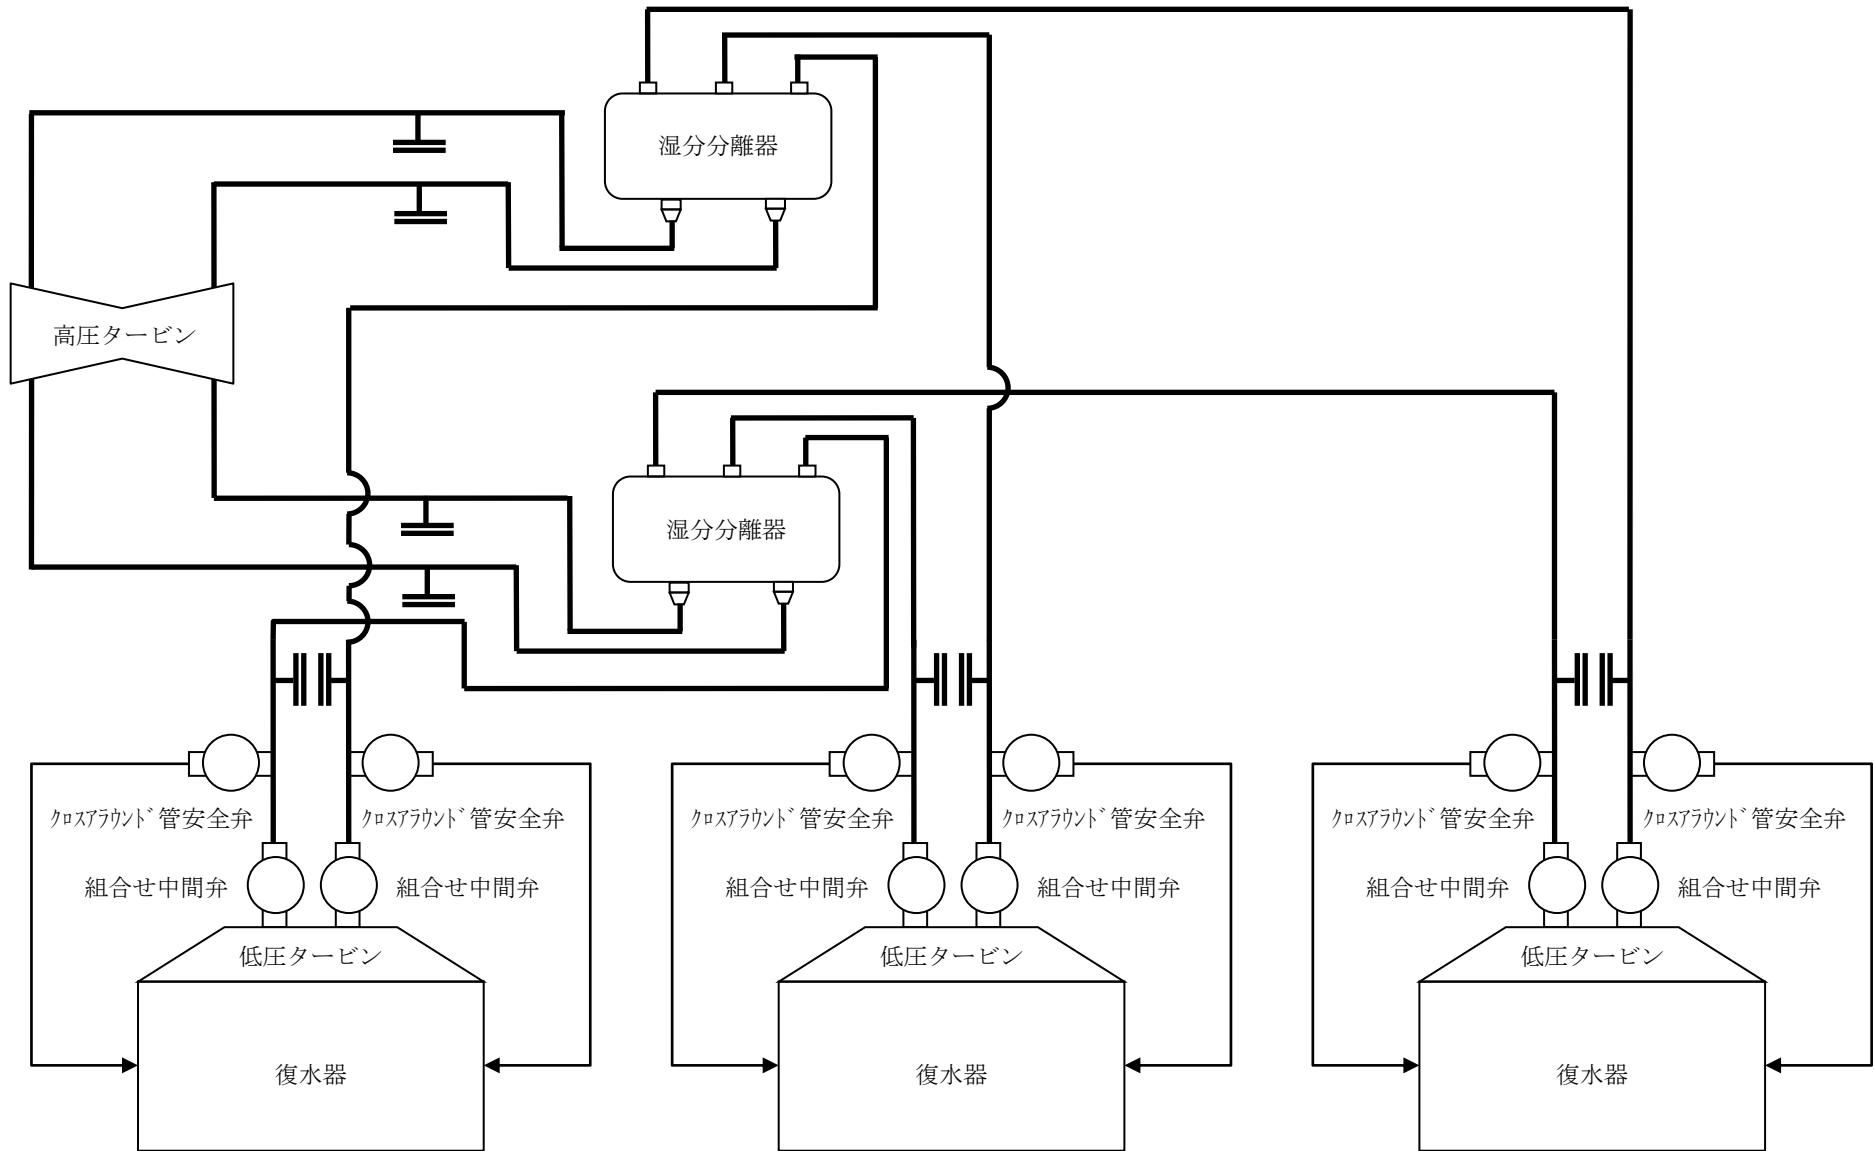 湿分分離器
高圧タービン
湿分分離器
ｸﾛｽｱﾗｳﾝﾄﾞ管安全弁
ｸﾛｽｱﾗｳﾝﾄﾞ管安全弁
ｸﾛｽｱﾗｳﾝﾄﾞ管安全弁
ｸﾛｽｱﾗｳﾝﾄﾞ管安全弁
ｸﾛｽｱﾗｳﾝﾄﾞ管安全弁
ｸﾛｽｱﾗｳﾝﾄﾞ管安全弁
組合せ中間弁
組合せ中間弁
組合せ中間弁
組合せ中間弁
組合せ中間弁
組合せ中間弁
低圧タービン
低圧タービン
低圧タービン
復水器
復水器
復水器